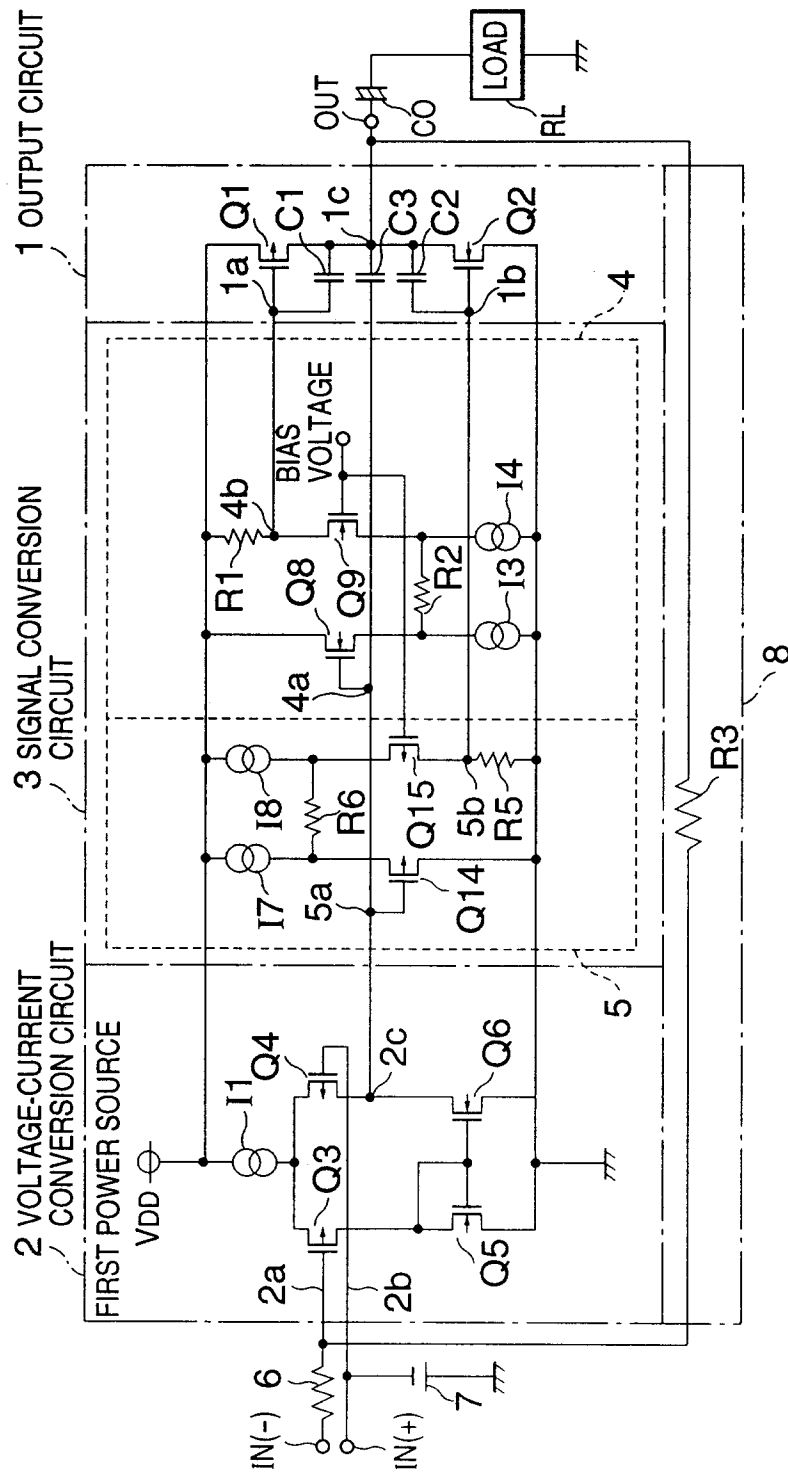 1 OUTPUT CIRCUIT
3 SIGNAL CONVERSION
CIRCUIT
2 VOLTAGE-CURRENT
CONVERSION CIRCUIT
FIRST POWER SOURCE
VDD
I1
Q3
Q4
2a
2b
2c
Q5
Q6
6
7
IN(-)
IN(+)
5
I7
I8
R6
5a
Q14
Q15
5b
R5
4a
Q8
R1
4b
Q9
BIAS
VOLTAGE
R2
I3
I4
4
1a
Q1
C1
1c
C3
C2
Q2
1b
OUT
CO
LOAD
RL
R3
8